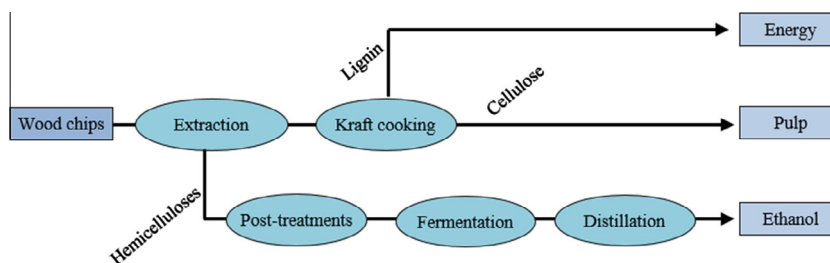 Energy
Lignin
Cellulose
Wood chips
Extraction
Kraft cooking
Pulp
Hemicelluloses
Post-treatments
Fermentation
Distillation
Ethanol